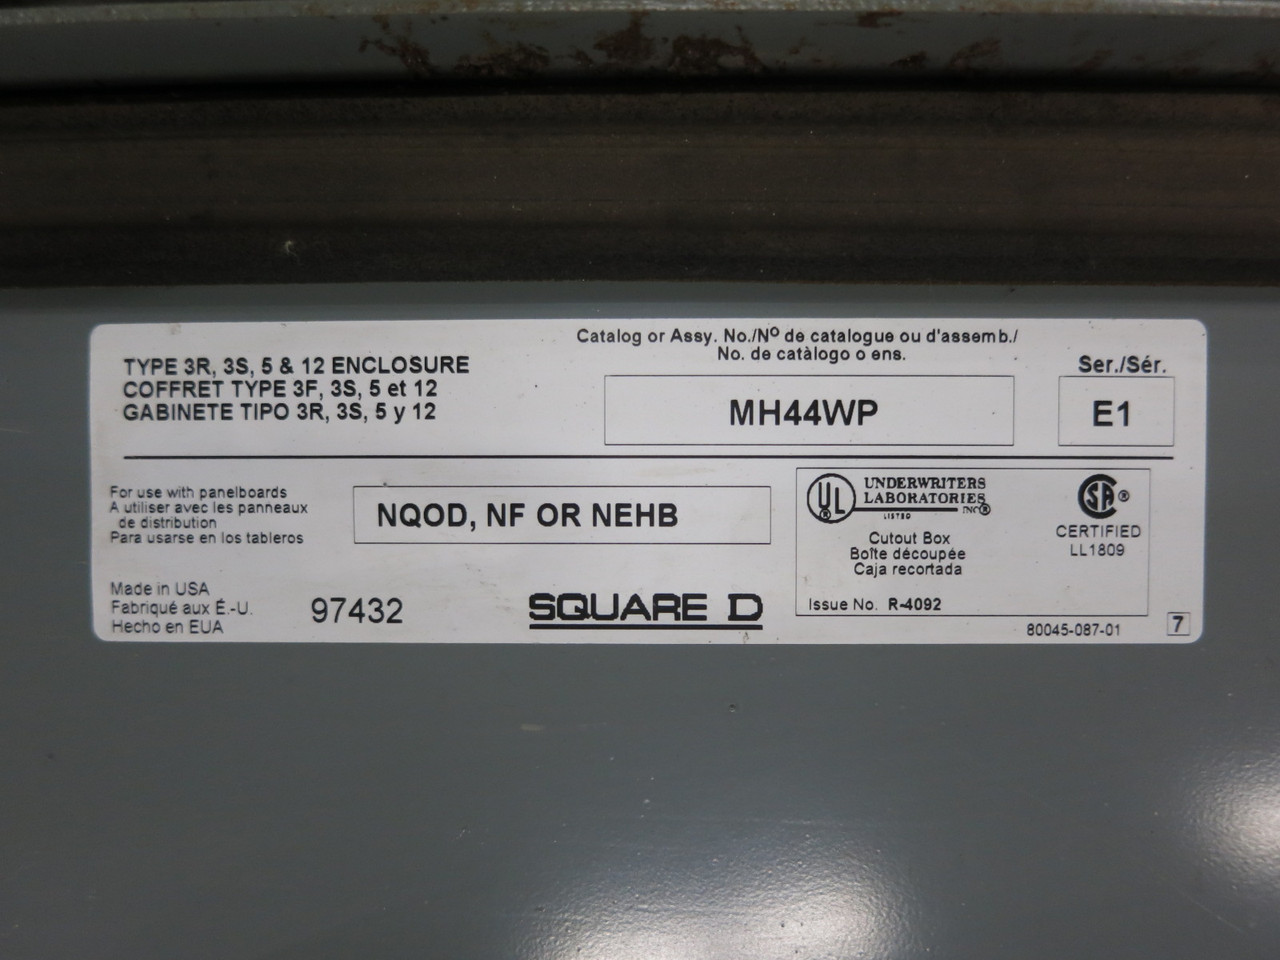 TYPE 3R, 3S, 5 & 12 ENCLOSURE
COFFRET TYPE 3F, 3S, 5 et 12
GABINETE TIPO 3R, 3S, 5 y 12
Catalog or Assy. No./Nº de catalogue ou d'assemb./
No. de catàlogo o ens.
MH44WP
Ser./Sér.
E1
For use with panelboards
A utiliser avec les panneaux
de distribution
Para usarse en los tableros
NQOD, NF OR NEHB
UL
UNDERWRITERS
LABORATORIES
INC®
LISTED
Cutout Box
Boîte découpée
Caja recortada
Issue No. R-4092
SA ®
CERTIFIED
LL1809
Made in USA
Fabriqué aux É.-U.
Hecho en EUA
97432
SQUARE D
80045-087-01
7